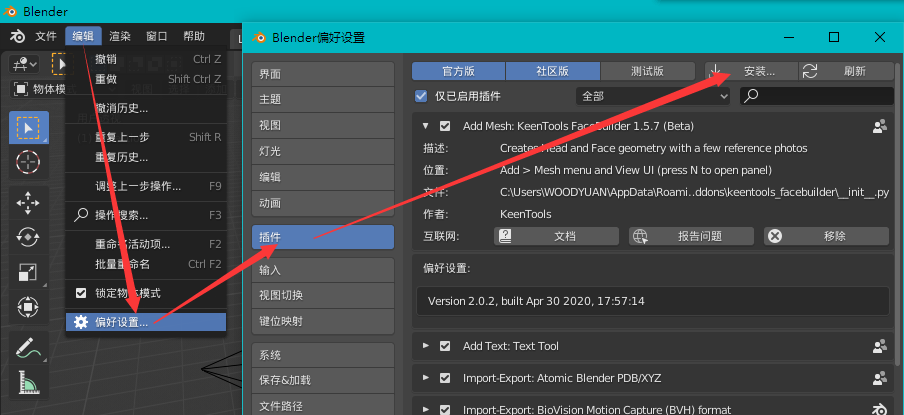 Blender
文件 编辑 渲染 窗口 帮助 L
物体模
撤销 Ctrl Z
重做 Shift Ctrl Z
撤消历史...
重复上一步 Shift R
重复历史...
调整上一步操作... F9
操作搜索... F3
重命名活动项... F2
批量重命名 Ctrl F2
锁定物体模式
偏好设置...
Blender偏好设置
界面
主题
视图
灯光
编辑
动画
插件
输入
视图切换
键位映射
系统
保存&加载
文件路径
官方版 社区版 测试版 安装... 刷新
仅已启用插件 全部
Add Mesh: KeenTools FaceBuilder 1.5.7 (Beta)
描述: Creates Head and Face geometry with a few reference photos
位置: Add > Mesh menu and View UI (press N to open panel)
文件: C:\Users\WOODYUAN\AppData\Roami..ddons\keentools_facebuilder\__init__.py
作者: KeenTools
互联网: 文档 报告问题 移除
偏好设置:
Version 2.0.2, built Apr 30 2020, 17:57:14
Add Text: Text Tool
Import-Export: Atomic Blender PDB/XYZ
Import-Export: BioVision Motion Capture (BVH) format